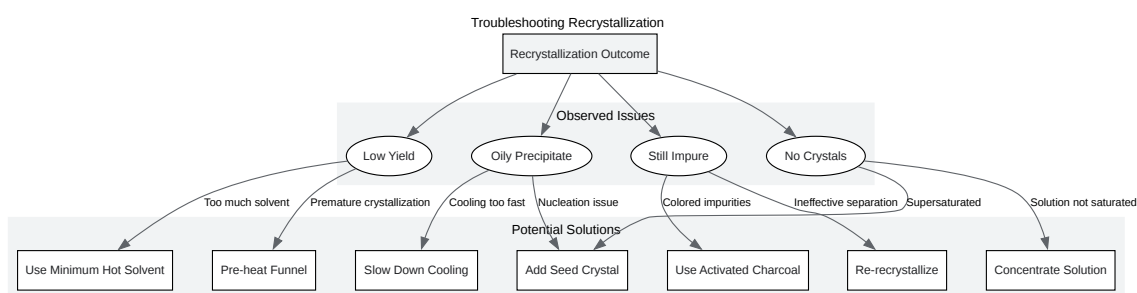 Troubleshooting Recrystallization
Recrystallization Outcome
Observed Issues
Low Yield
Oily Precipitate
Still Impure
No Crystals
Too much solvent
Premature crystallization
Cooling too fast
Nucleation issue
Colored impurities
Ineffective separation
Supersaturated
Solution not saturated
Potential Solutions
Use Minimum Hot Solvent
Pre-heat Funnel
Slow Down Cooling
Add Seed Crystal
Use Activated Charcoal
Re-recrystallize
Concentrate Solution